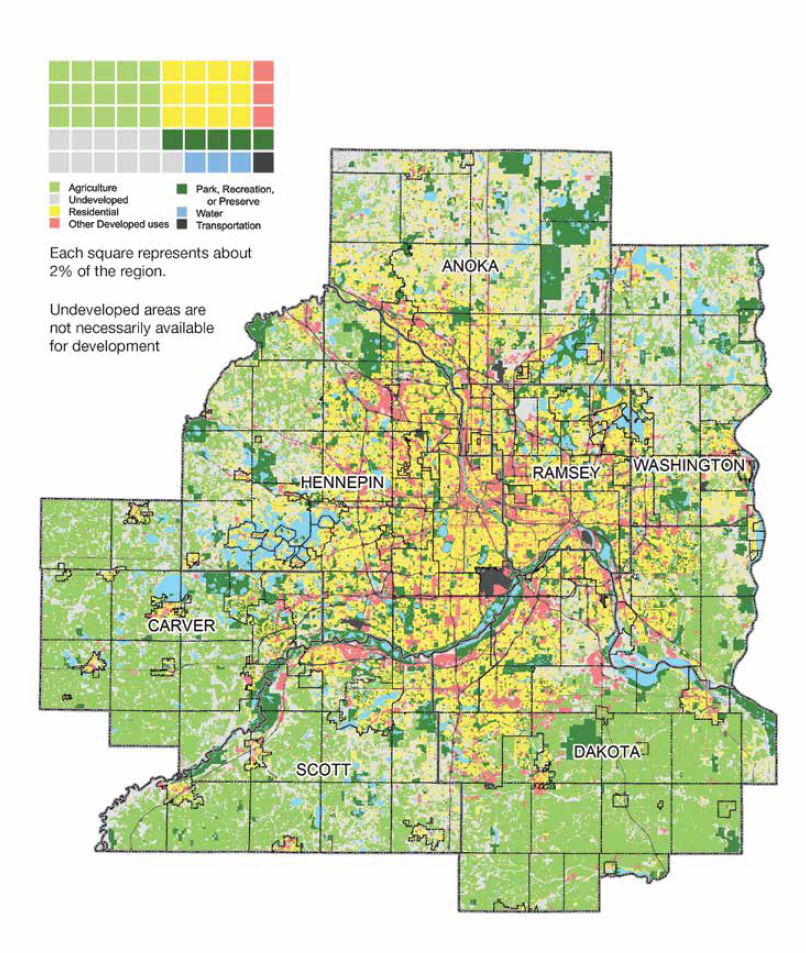 Agriculture
Undeveloped
Residential
Other Developed uses
Park, Recreation,
or Preserve
Water
Transportation
Each square represents about
2% of the region.
Undeveloped areas are
not necessarily available
for development
ANOKA
HENNEPIN
RAMSEY
WASHINGTON
CARVER
SCOTT
DAKOTA